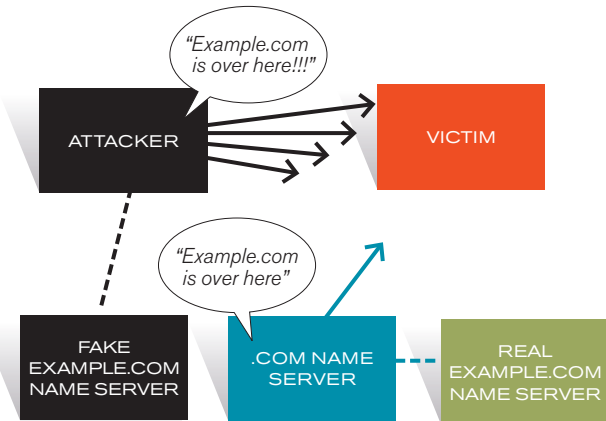 “Example.com
is over here!!!”
ATTACKER
VICTIM
“Example.com
is over here”
FAKE
EXAMPLE.COM
NAME SERVER
.COM NAME
SERVER
REAL
EXAMPLE.COM
NAME SERVER